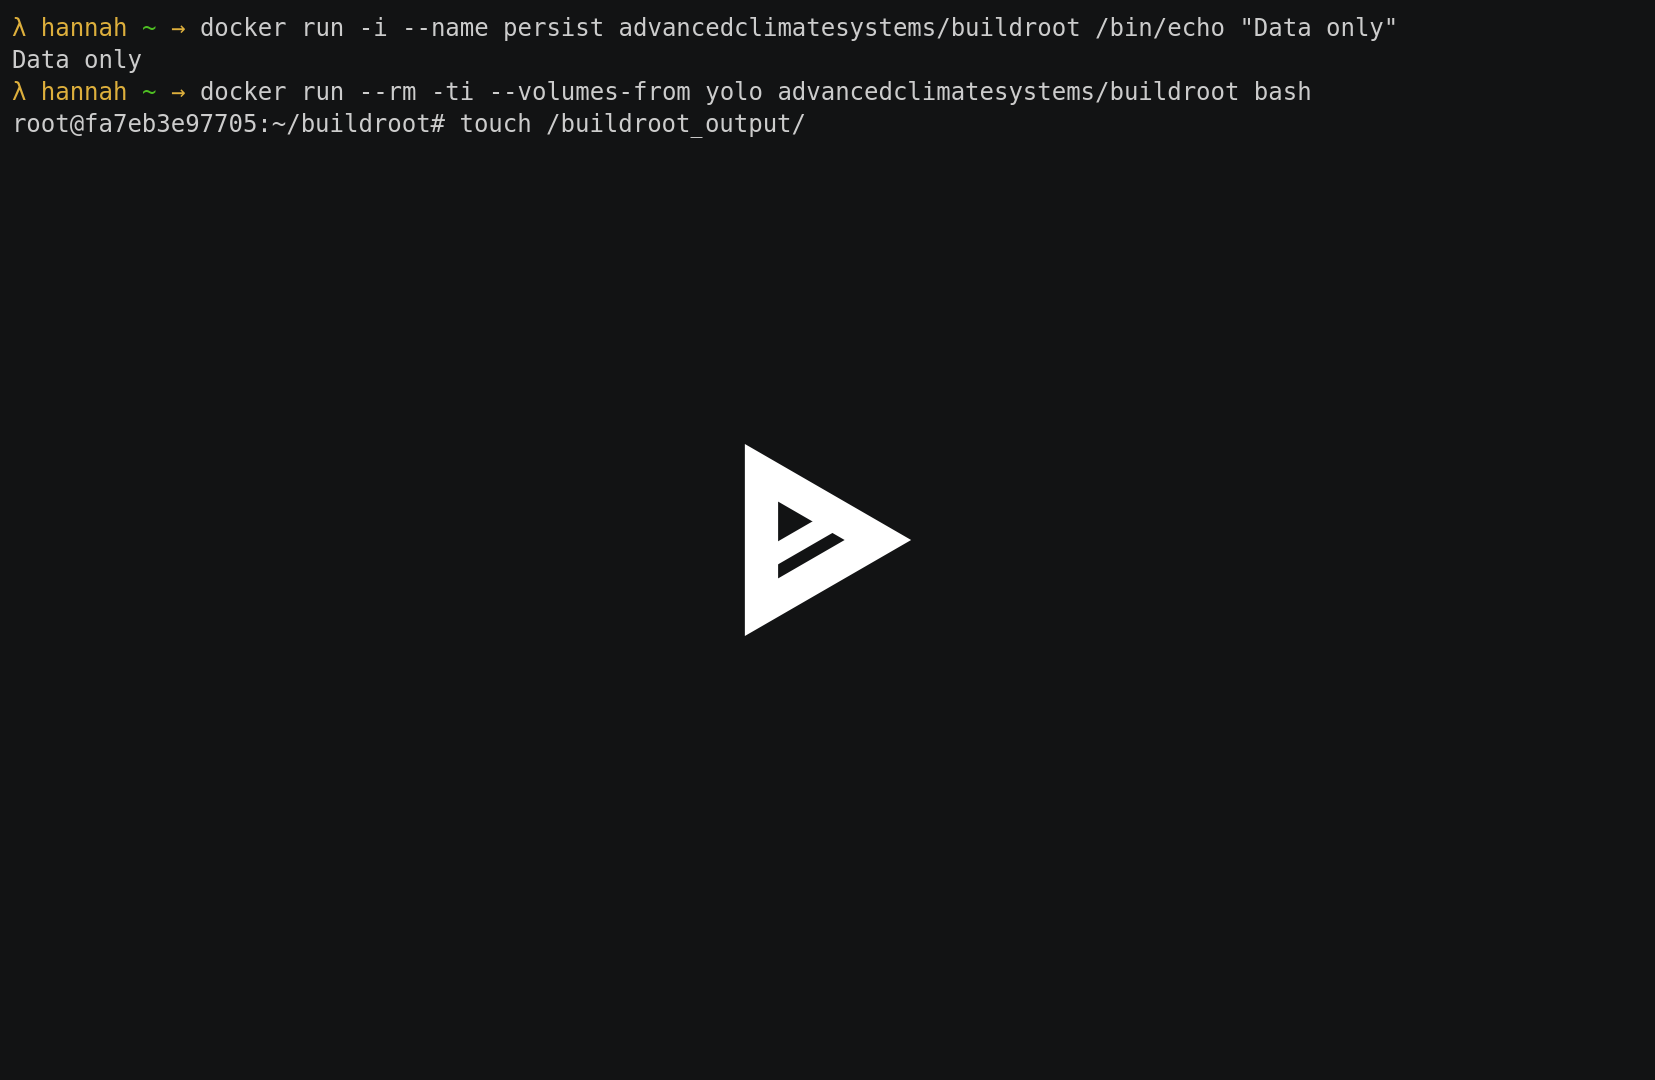 λ hannah ~ → docker run -i --name persist advancedclimatesystems/buildroot /bin/echo "Data only"
Data only
λ hannah ~ → docker run --rm -ti --volumes-from yolo advancedclimatesystems/buildroot bash
root@fa7eb3e97705:~/buildroot# touch /buildroot_output/